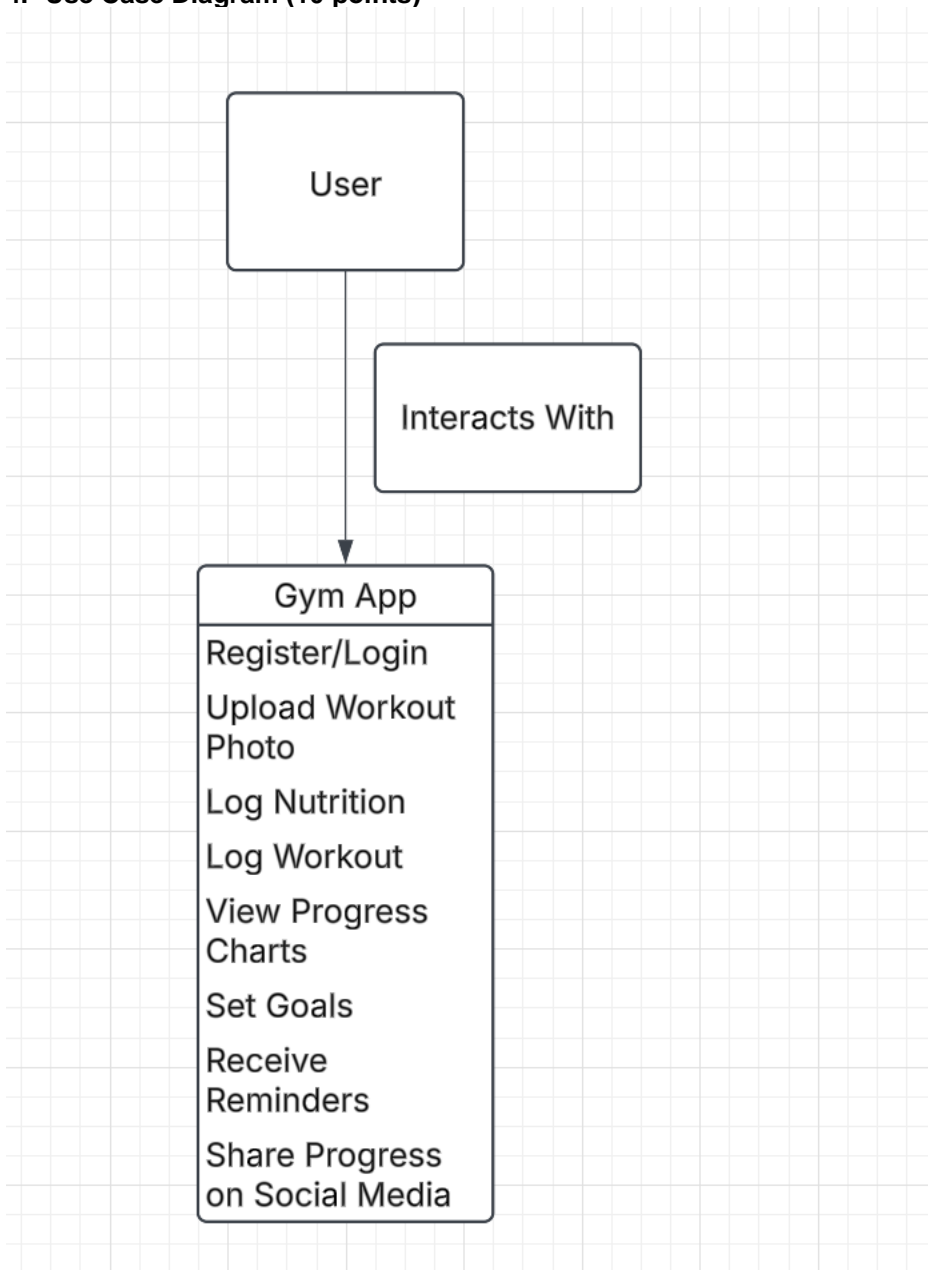 Use Case Diagram (10 points)
User
Interacts With
Gym App
Register/Login
Upload Workout
Photo
Log Nutrition
Log Workout
View Progress
Charts
Set Goals
Receive
Reminders
Share Progress
on Social Media